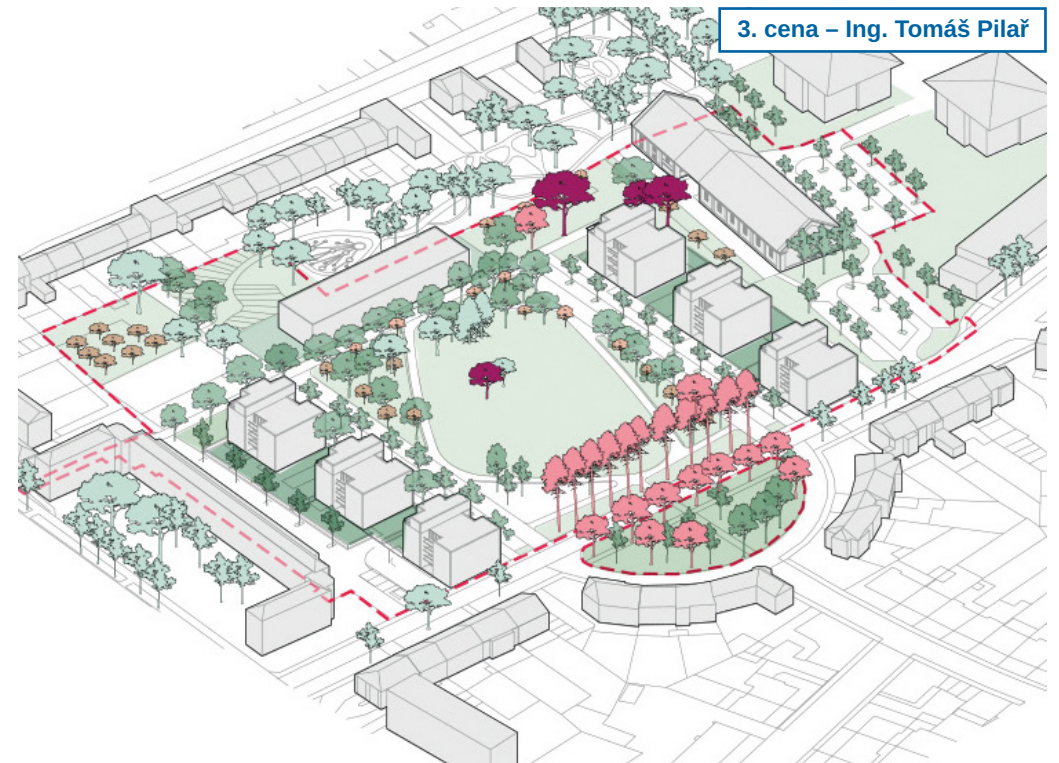 3. cena – Ing. Tomáš Pilař